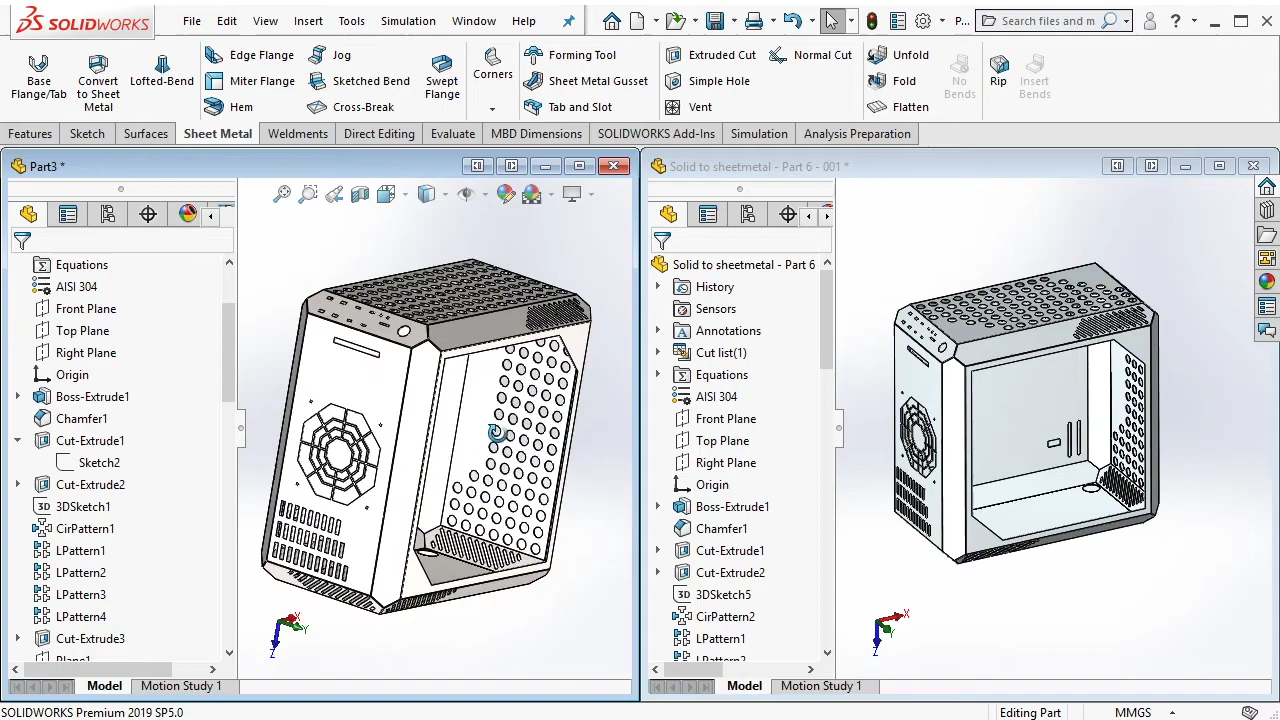 SOLIDWORKS File Edit View Insert Tools Simulation Window Help P... Search files and m
Base Flange/Tab
Convert to Sheet Metal
Lofted-Bend
Edge Flange
Miter Flange
Hem
Jog
Sketched Bend
Cross-Break
Swept Flange
Corners
Forming Tool
Sheet Metal Gusset
Tab and Slot
Extruded Cut
Simple Hole
Vent
Normal Cut
Unfold
Fold
Flatten
No Bends
Rip
Insert Bends
Features Sketch Surfaces Sheet Metal Weldments Direct Editing Evaluate MBD Dimensions SOLIDWORKS Add-Ins Simulation Analysis Preparation
Part3 *
Equations
AISI 304
Front Plane
Top Plane
Right Plane
Origin
Boss-Extrude1
Chamfer1
Cut-Extrude1
Sketch2
Cut-Extrude2
3D 3DSketch1
CirPattern1
LPattern1
LPattern2
LPattern3
LPattern4
Cut-Extrude3
Plane1
X
Y
Z
Model Motion Study 1
Solid to sheetmetal - Part 6 - 001 *
Solid to sheetmetal - Part 6
History
Sensors
Annotations
Cut list(1)
Equations
AISI 304
Front Plane
Top Plane
Right Plane
Origin
Boss-Extrude1
Chamfer1
Cut-Extrude1
Cut-Extrude2
3D 3DSketch5
CirPattern2
LPattern1
LPattern2
X
Y
Z
Model Motion Study 1
SOLIDWORKS Premium 2019 SP5.0 Editing Part MMGS